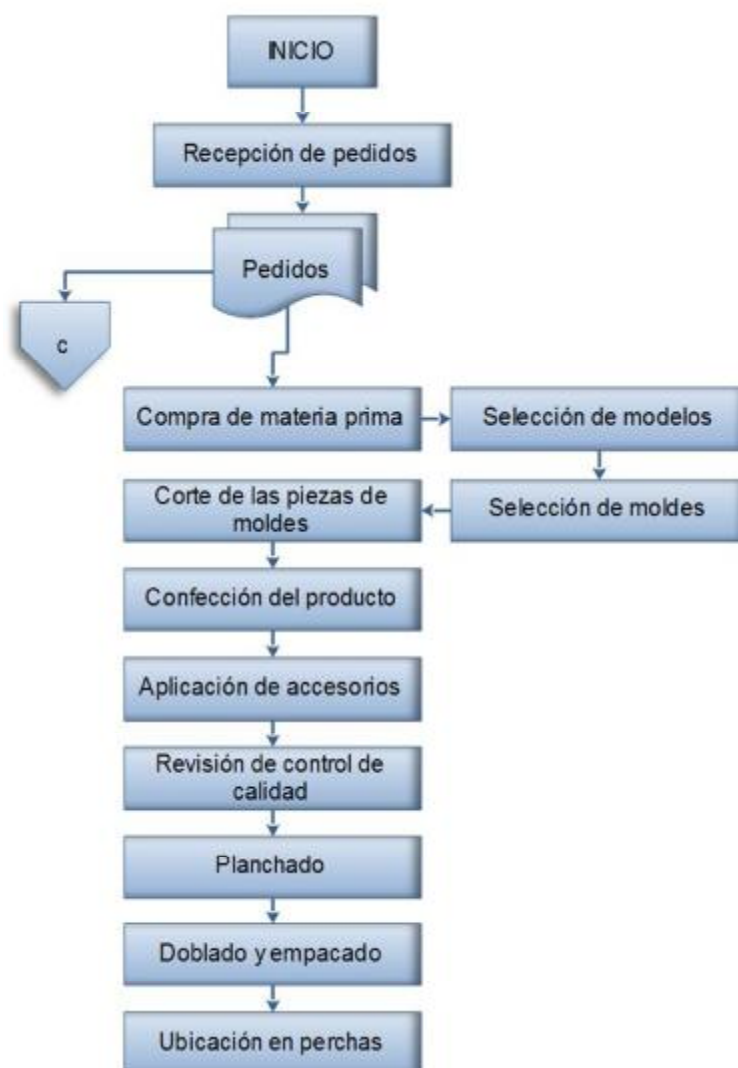 INICIO
Recepción de pedidos
Pedidos
c
Compra de materia prima
Selección de modelos
Corte de las piezas de
moldes
Selección de moldes
Confección del producto
Aplicación de accesorios
Revisión de control de
calidad
Planchado
Doblado y empacado
Ubicación en perchas